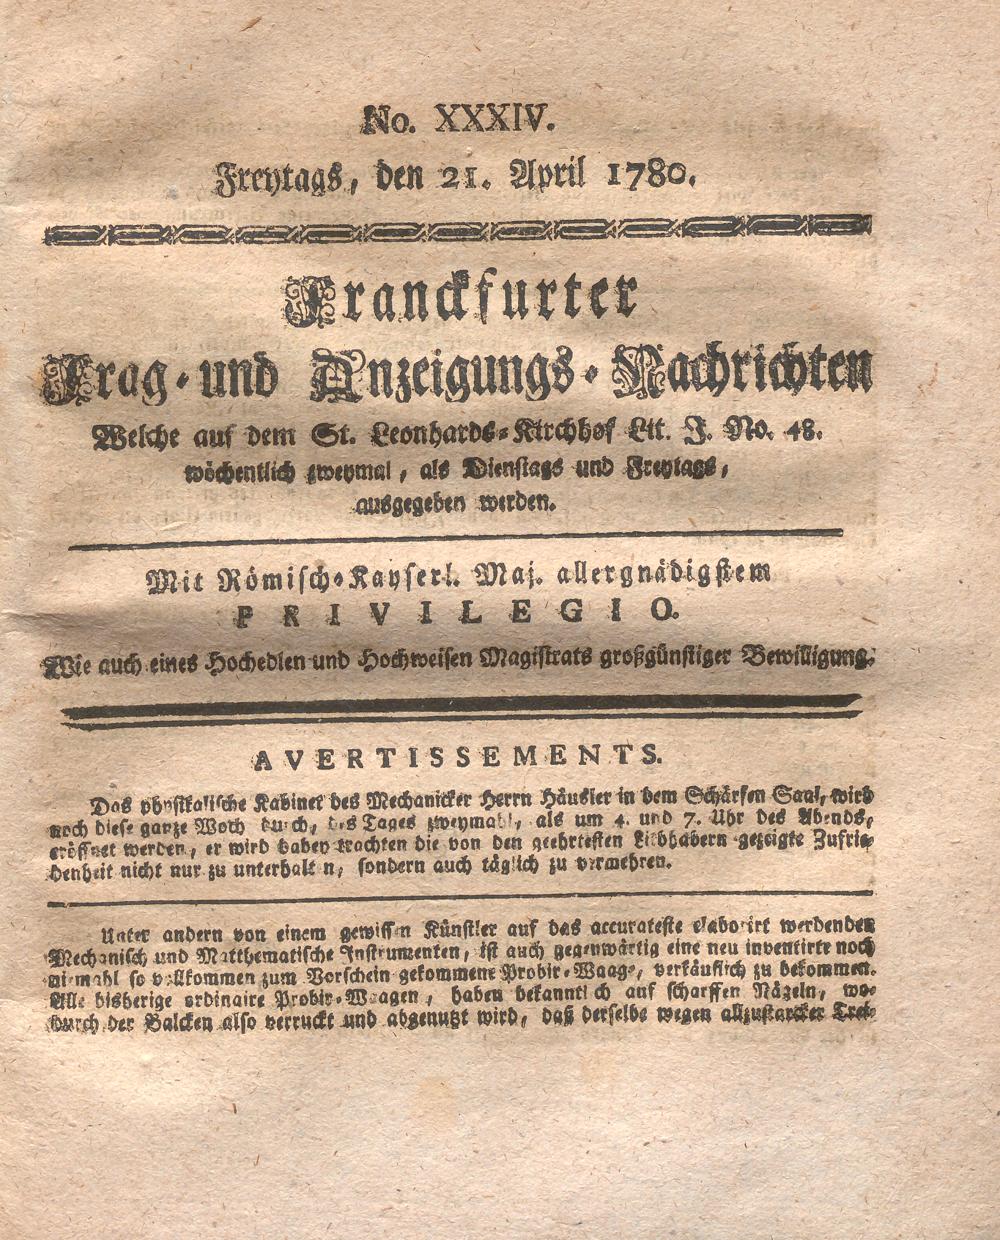 No. XXXIV.
Freytags, den 21. April 1780.
Franckfurter
Frag- und Anzeigungs-Nachrichten
Welche auf dem St. Leonhards-Kirchhof Lit. J. No. 48.
wöchentlich zweymal, als Dienstags und Freytags,
ausgegeben werden.
Mit Römisch-Kayserl. Maj. allergnädigstem
PRIVILEGIO.
Wie auch eines Hochedlen und Hochweisen Magistrats großgünstiger Bewilligung.
AVERTISSEMENTS.
Das physikalische Kabinet des Mechanicker Herrn Häusler in dem Schärfen Saal, wird
noch diese ganze Woch durch, des Tages zweymahl, als um 4. und 7. Uhr des Abends,
eröffnet werden, er wird dabey trachten die von den geehrtesten Liebhabern gezeigte Zufrie-
denheit nicht nur zu unterhalten, sondern auch täglich zu vermehren.
Unter andern von einem gewissen Künstler auf das accurateste elaborirt werdenden
Mechanisch und Matthematische Instrumenten, ist auch gegenwärtig eine neu inventirte noch
niemahl so vollkommen zum Vorschein gekommene Probir-Waage, verkäuflich zu bekommen.
Alle bisherige ordinaire Probir-Waagen, haben bekanntlich auf scharffen Nägeln, wo-
durch der Balcken also verruckt und abgenutzt wird, daß derselbe wegen allzustarcker Tref-